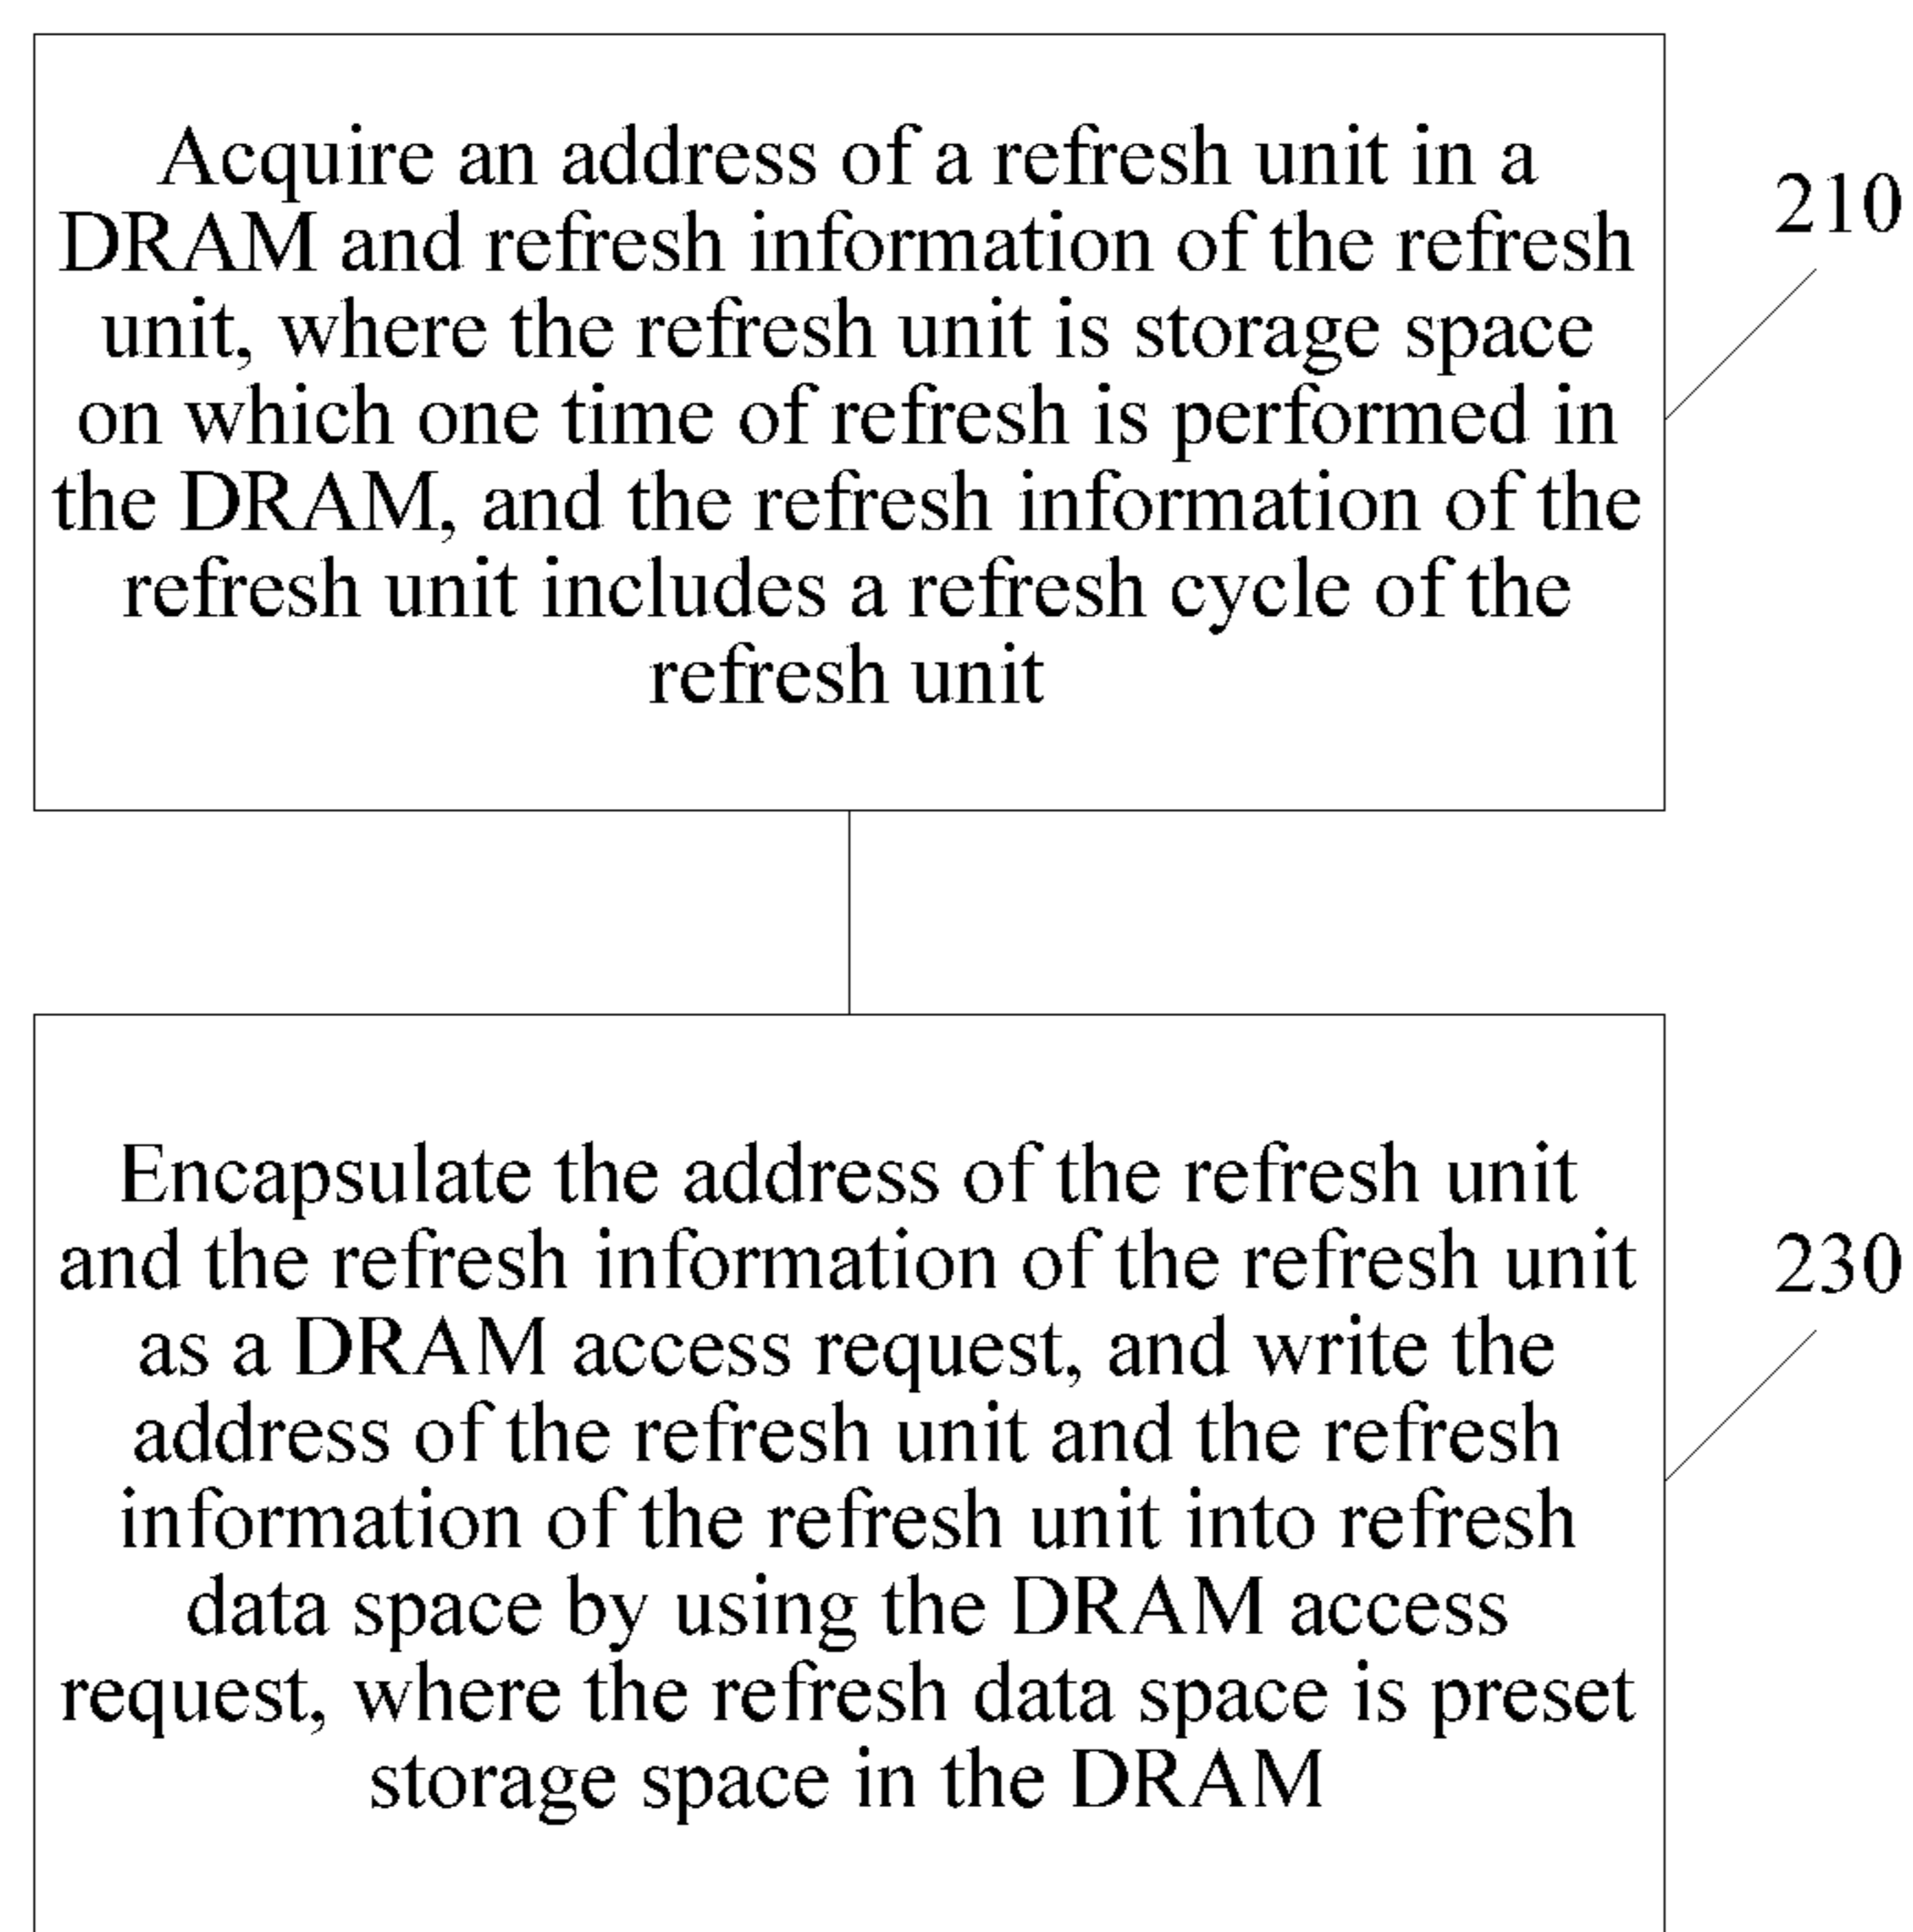 Acquire an address of a refresh unit in a
DRAM and refresh information of the refresh
unit, where the refresh unit is storage space
on which one time of refresh is performed in
the DRAM, and the refresh information of the
refresh unit includes a refresh cycle of the
refresh unit
210
Encapsulate the address of the refresh unit
and the refresh information of the refresh unit
as a DRAM access request, and write the
address of the refresh unit and the refresh
information of the refresh unit into refresh
data space by using the DRAM access
request, where the refresh data space is preset
storage space in the DRAM
230